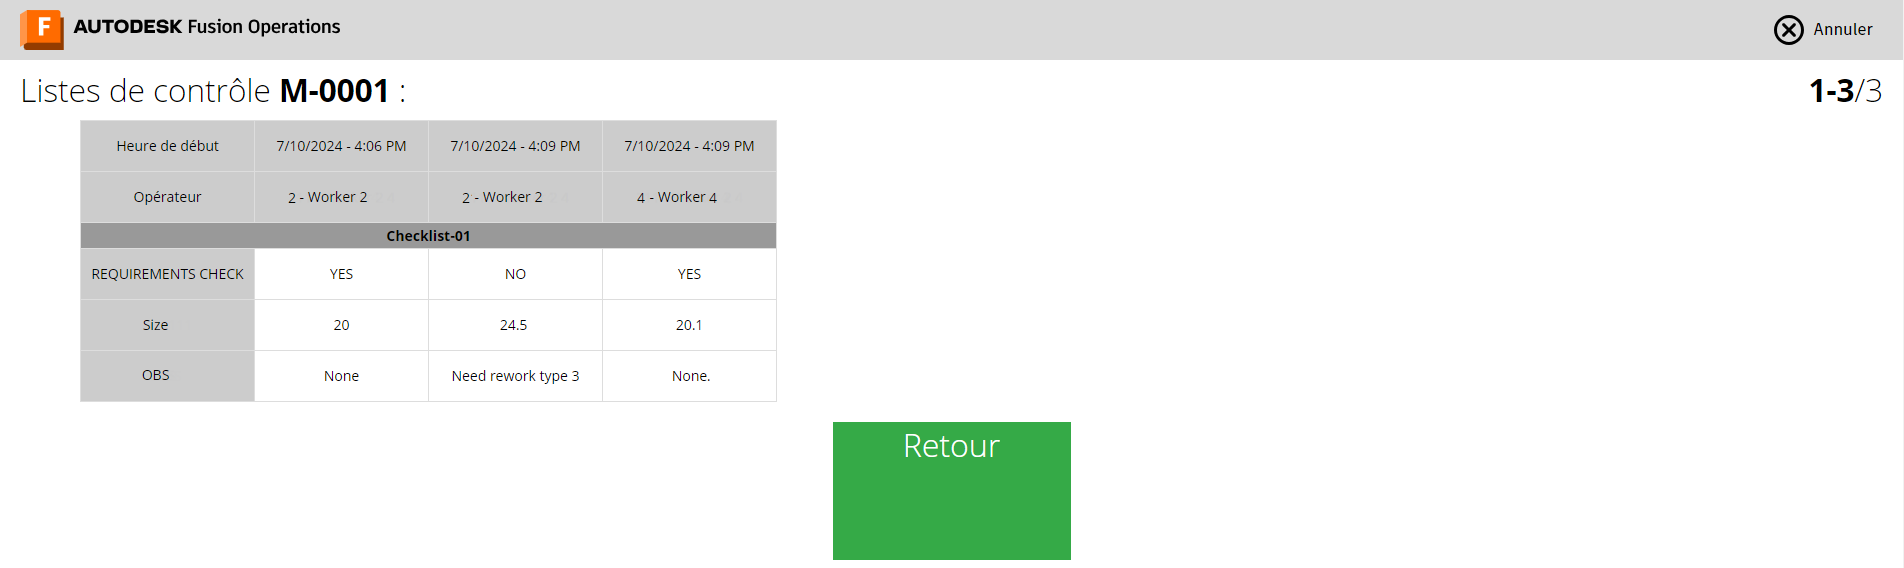 F AUTODESK Fusion Operations Annuler
Listes de contrôle M-0001 : 1-3/3
Heure de début 7/10/2024 - 4:06 PM 7/10/2024 - 4:09 PM 7/10/2024 - 4:09 PM
Opérateur 2 - Worker 2 2 - Worker 2 4 - Worker 4
Checklist-01
REQUIREMENTS CHECK YES NO YES
Size 20 24.5 20.1
OBS None Need rework type 3 None.
Retour